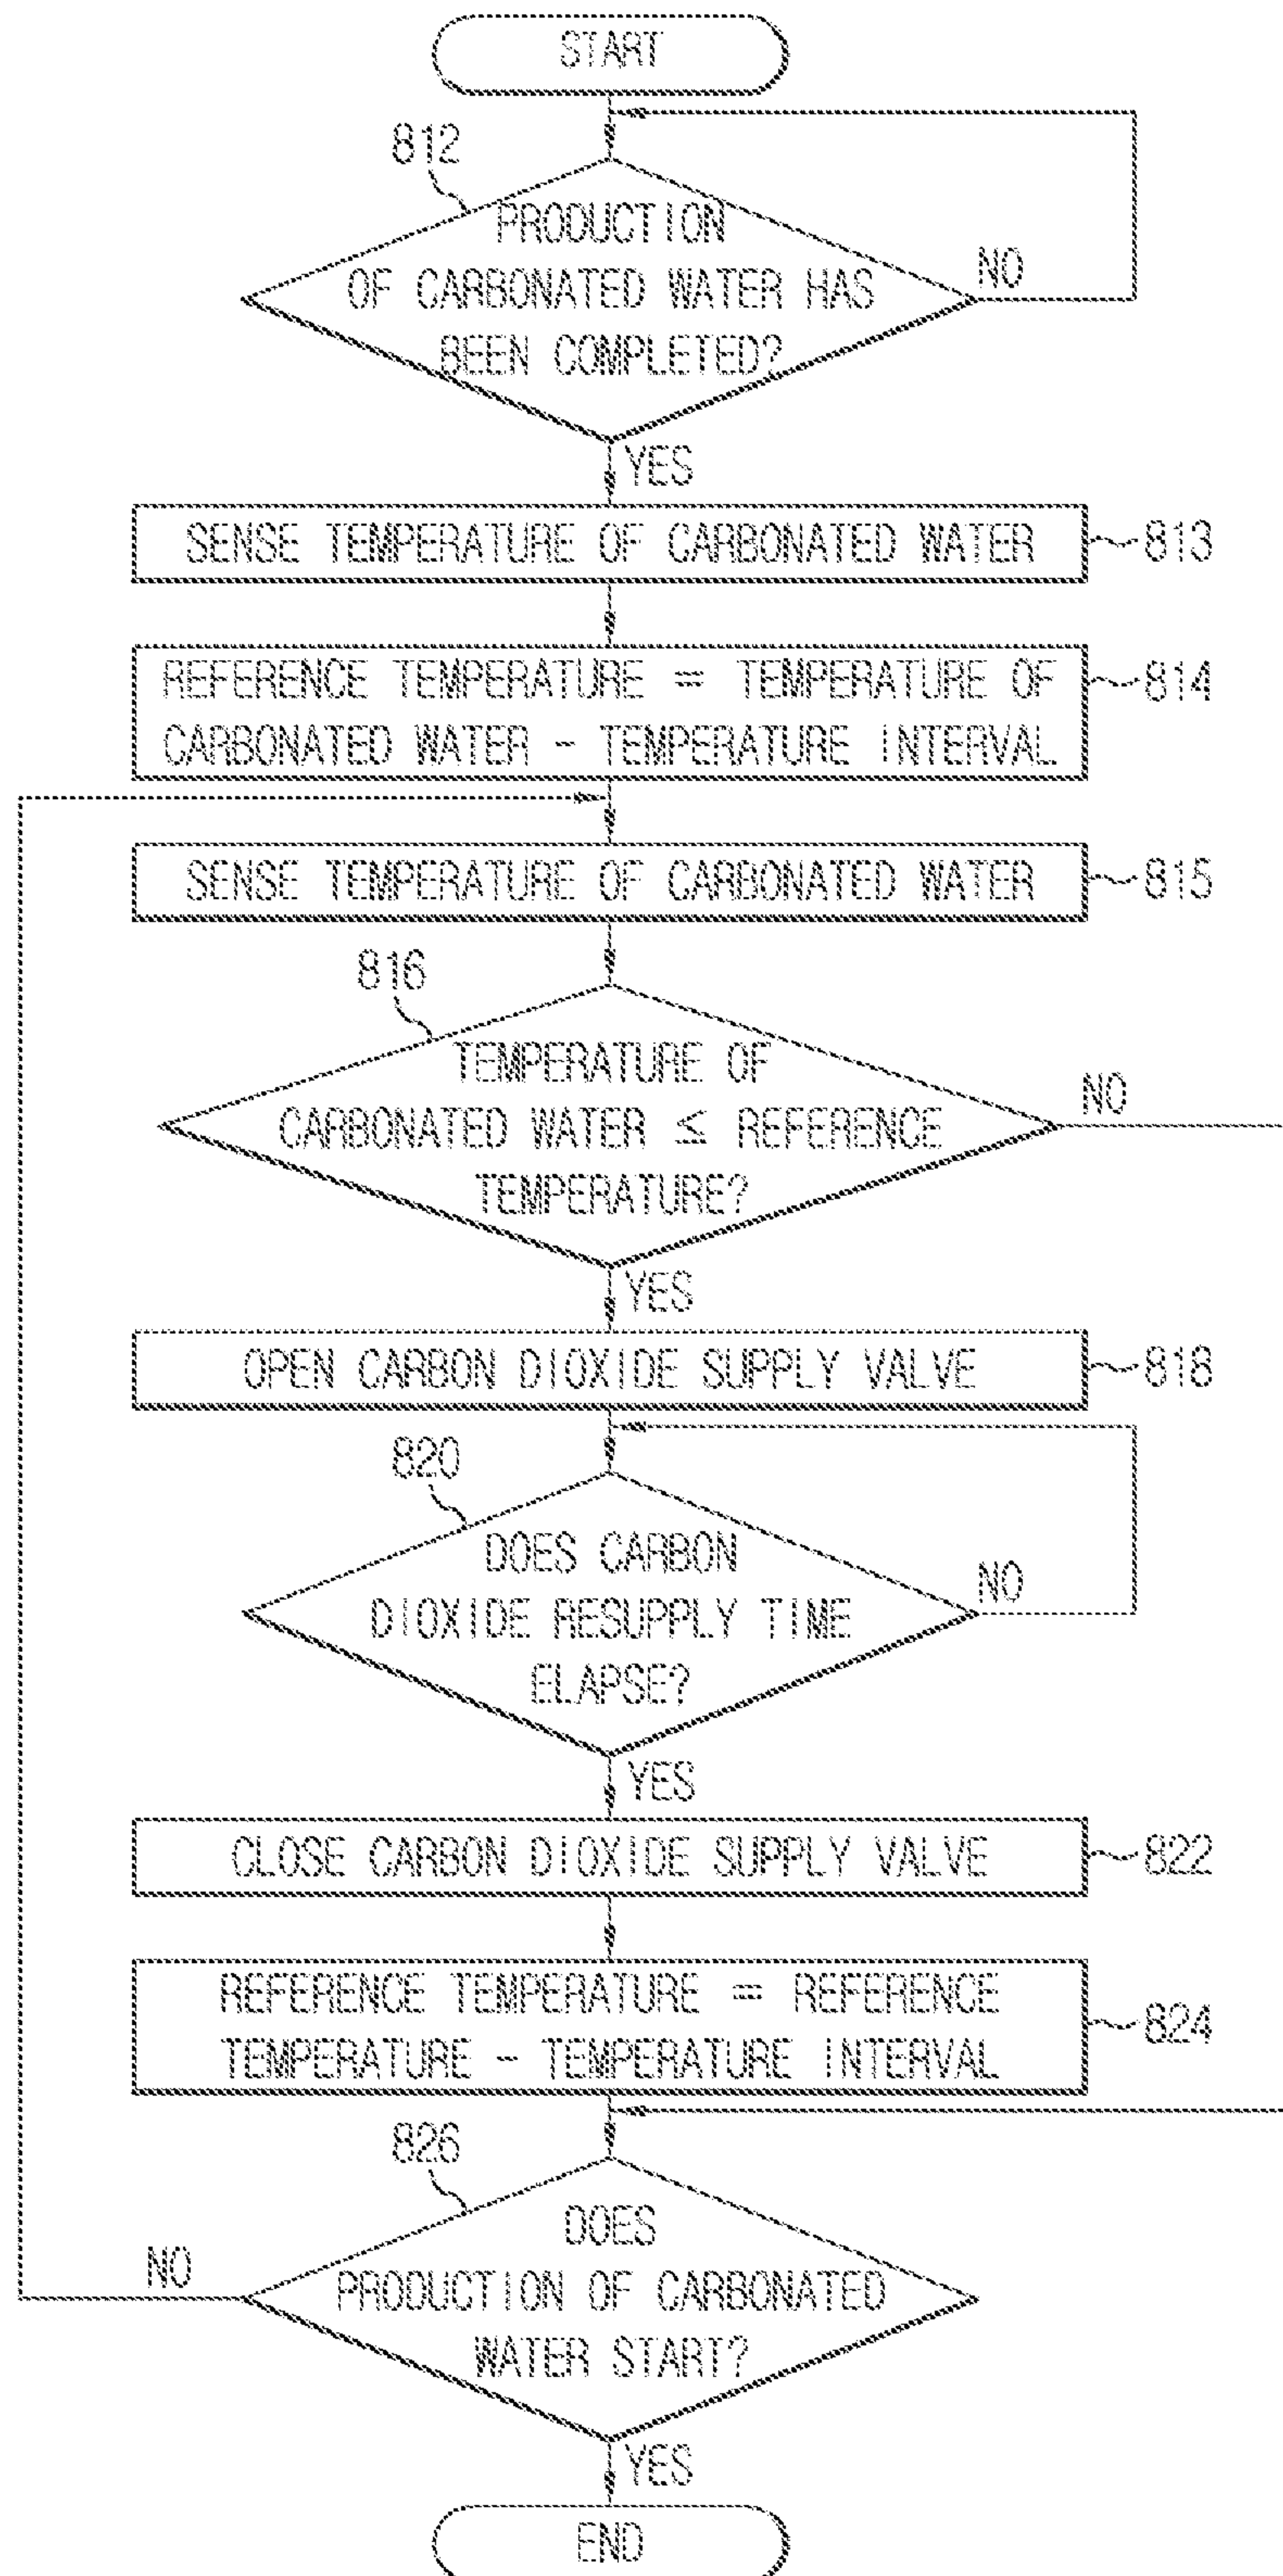 START
812
PRODUCTION
OF CARBONATED WATER HAS
BEEN COMPLETED?
NO
YES
SENSE TEMPERATURE OF CARBONATED WATER
813
REFERENCE TEMPERATURE = TEMPERATURE OF
CARBONATED WATER - TEMPERATURE INTERVAL
814
SENSE TEMPERATURE OF CARBONATED WATER
815
816
TEMPERATURE OF
CARBONATED WATER ≤ REFERENCE
TEMPERATURE?
NO
YES
OPEN CARBON DIOXIDE SUPPLY VALVE
818
820
DOES CARBON
DIOXIDE RESUPPLY TIME
ELAPSE?
NO
YES
CLOSE CARBON DIOXIDE SUPPLY VALVE
822
REFERENCE TEMPERATURE = REFERENCE
TEMPERATURE - TEMPERATURE INTERVAL
824
826
DOES
PRODUCTION OF CARBONATED
WATER START?
NO
YES
END